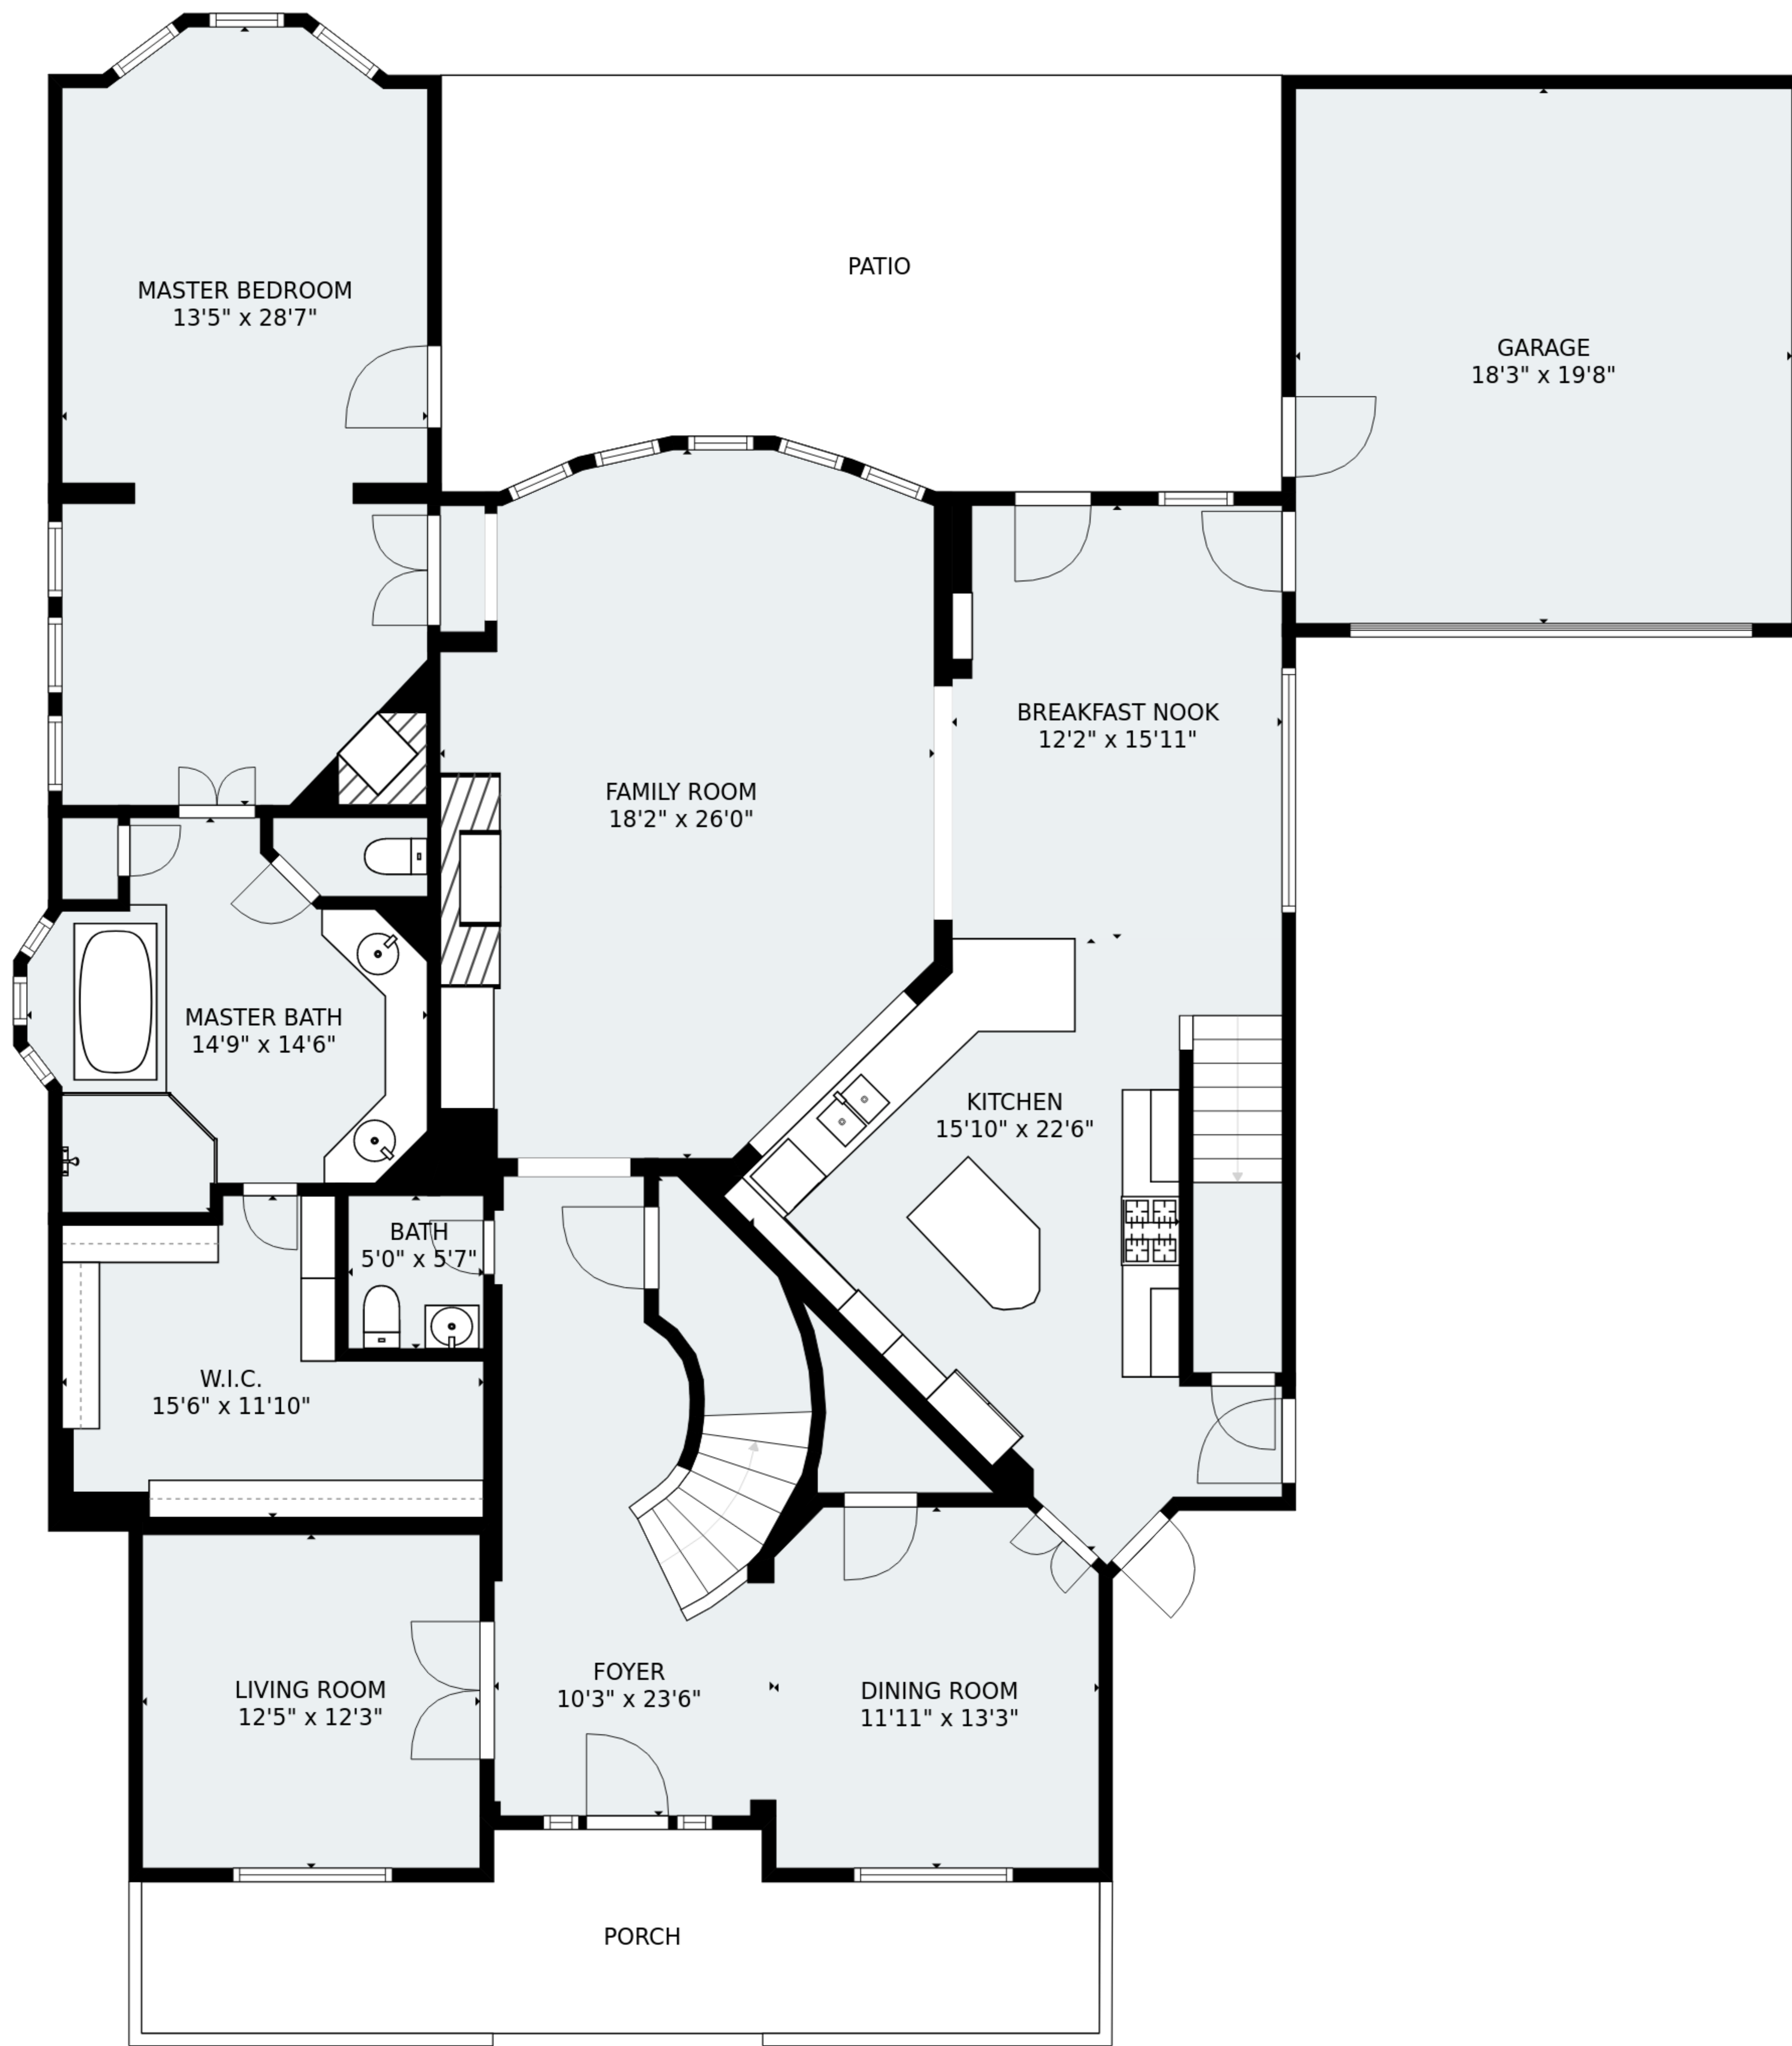 PATIO
MASTER BEDROOM
13'5" x 28'7"
GARAGE
18'3" x 19'8"
BREAKFAST NOOK
12'2" x 15'11"
FAMILY ROOM
18'2" x 26'0"
MASTER BATH
14'9" x 14'6"
KITCHEN
15'10" x 22'6"
BATH
5'0" x 5'7"
W.I.C.
15'6" x 11'10"
FOYER
10'3" x 23'6"
LIVING ROOM
12'5" x 12'3"
DINING ROOM
11'11" x 13'3"
PORCH